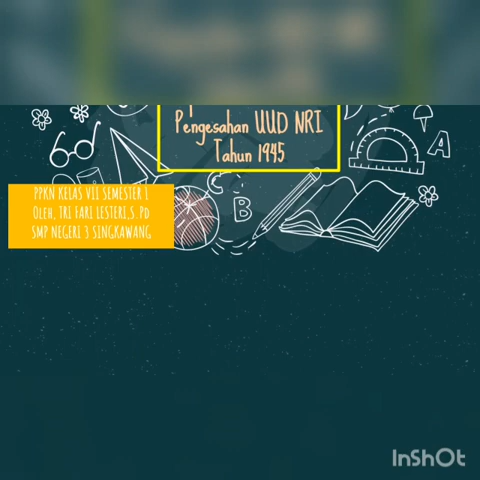 Pengesahan UUD NRI
Tahun 1945
A
C
B
PPKN KELAS VII SEMESTER 1
OLEH, TRI FARI LESTERI,S.PD
SMP NEGERI 3 SINGKAWANG
InShOt